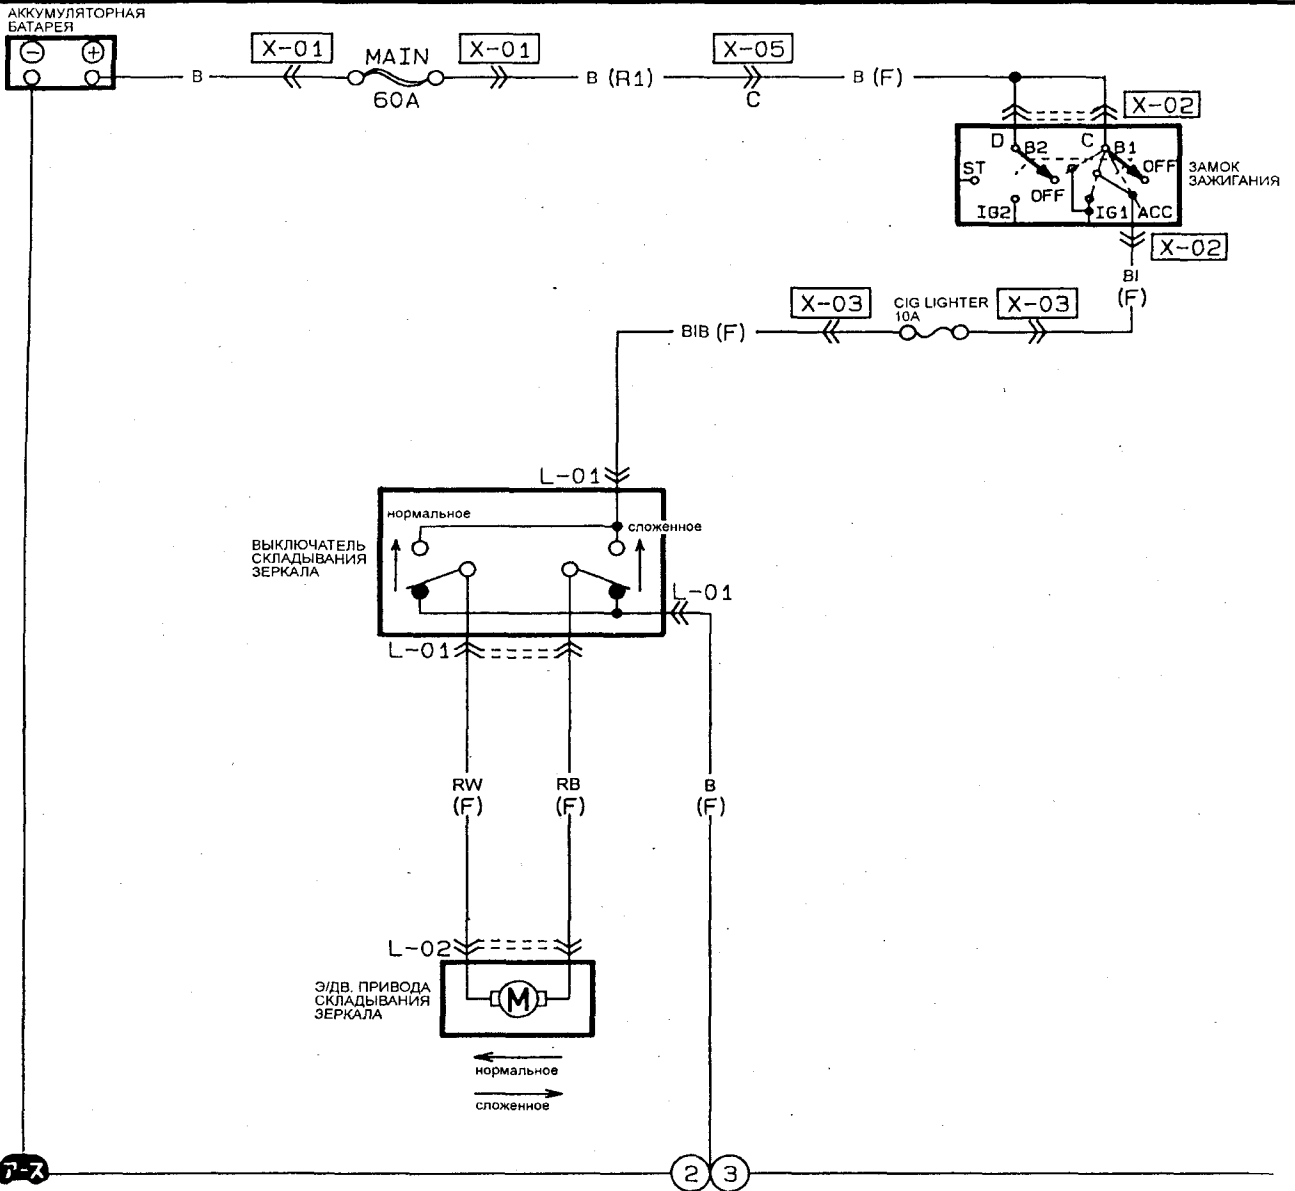 АККУМУЛЯТОРНАЯ
БАТАРЕЯ
− +
B
X-01
MAIN
60A
X-01
B (R1)
X-05
C
B (F)
X-02
D B2 C B1
ST OFF OFF
IG2 IG1 ACC
ЗАМОК
ЗАЖИГАНИЯ
X-02
BI
(F)
X-03
CIG LIGHTER
10A
X-03
BIB (F)
L-01
нормальное
сложенное
ВЫКЛЮЧАТЕЛЬ
СКЛАДЫВАНИЯ
ЗЕРКАЛА
L-01
L-01
RW
(F)
RB
(F)
B
(F)
L-02
Э/ДВ. ПРИВОДА
СКЛАДЫВАНИЯ
ЗЕРКАЛА
M
нормальное
сложенное
アース
2 3